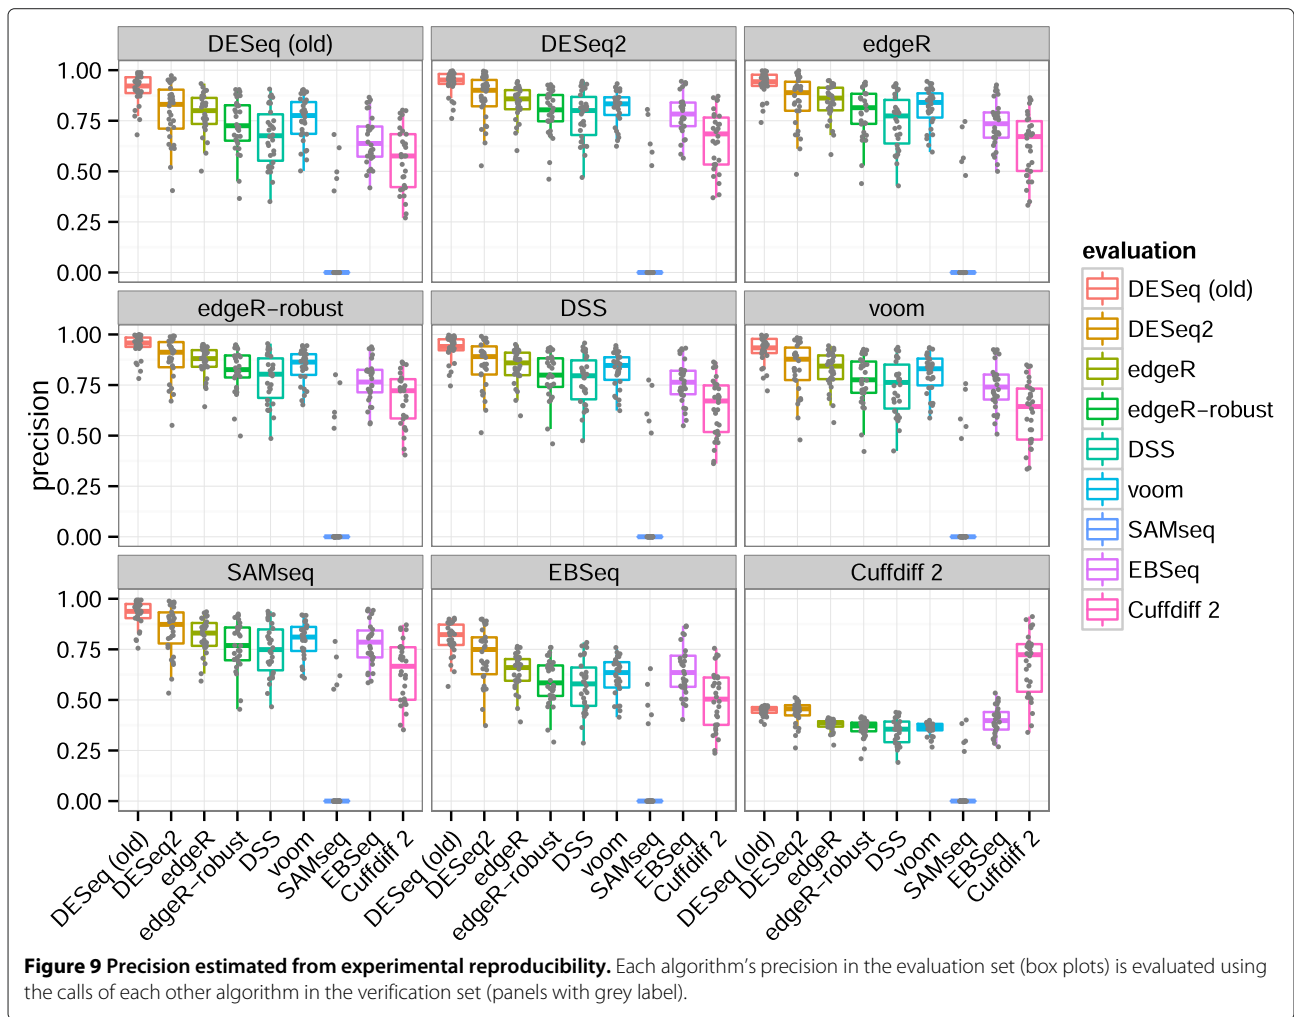 DESeq (old) DESeq2 edgeR
1.00
0.75
0.50
0.25
0.00
edgeR−robust DSS voom
1.00
0.75
0.50
0.25
0.00
SAMseq EBSeq Cuffdiff 2
1.00
0.75
0.50
0.25
0.00
precision
DESeq (old) DESeq2 edgeR edgeR−robust DSS voom SAMseq EBSeq Cuffdiff 2
DESeq (old) DESeq2 edgeR edgeR−robust DSS voom SAMseq EBSeq Cuffdiff 2
DESeq (old) DESeq2 edgeR edgeR−robust DSS voom SAMseq EBSeq Cuffdiff 2
evaluation
DESeq (old)
DESeq2
edgeR
edgeR−robust
DSS
voom
SAMseq
EBSeq
Cuffdiff 2
Figure 9 Precision estimated from experimental reproducibility. Each algorithm's precision in the evaluation set (box plots) is evaluated using
the calls of each other algorithm in the verification set (panels with grey label).